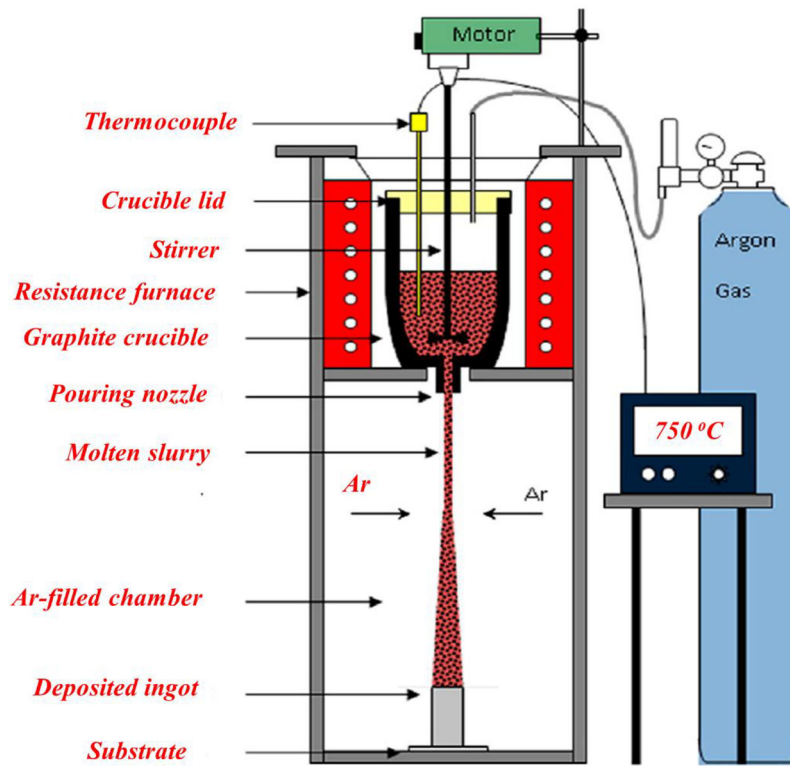 Motor
Thermocouple
Crucible lid
Stirrer
Resistance furnace
Graphite crucible
Pouring nozzle
Molten slurry
Ar
Ar
Ar-filled chamber
Deposited ingot
Substrate
Argon
Gas
750 ⁰C